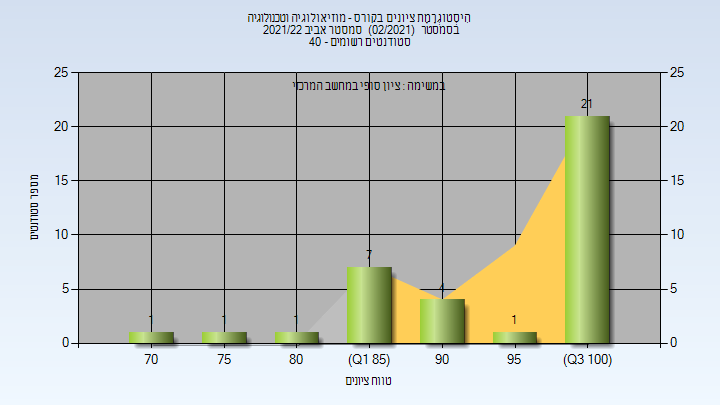 היסטוגרמת ציונים בקורס - מוזיאולוגיה וטכנולוגיה
בסמסטר (02/2021) סמסטר אביב 2021/22
סטודנטים רשומים - 40
במשימה : ציון סופי במחשב המרכזי
25 25
20 20
15 15
10 10
5 5
0 0
מספר סטודנטים
1 1 1 7 4 1 21
70 75 80 (Q1 85) 90 95 (Q3 100)
טווח ציונים